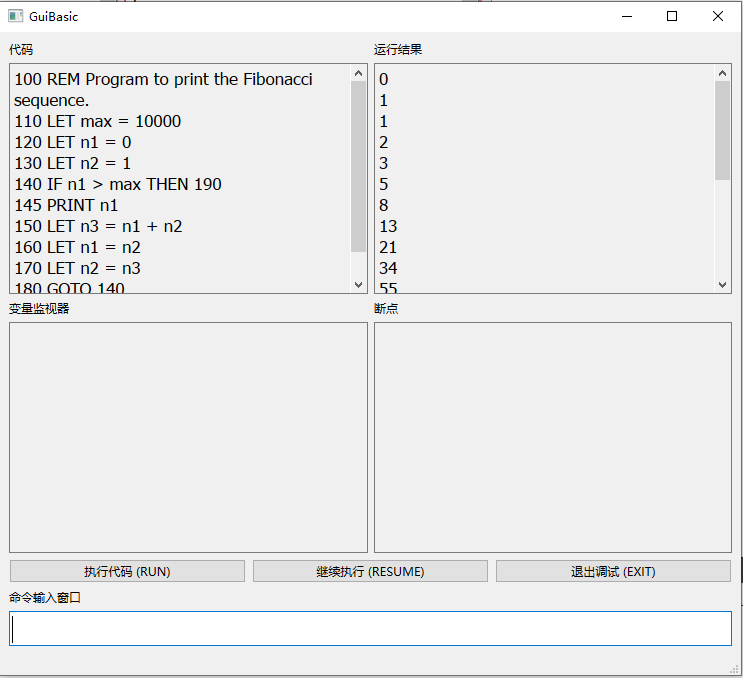 GuiBasic
代码
100 REM Program to print the Fibonacci
sequence.
110 LET max = 10000
120 LET n1 = 0
130 LET n2 = 1
140 IF n1 > max THEN 190
145 PRINT n1
150 LET n3 = n1 + n2
160 LET n1 = n2
170 LET n2 = n3
180 GOTO 140
运行结果
0
1
1
2
3
5
8
13
21
34
55
变量监视器
断点
执行代码 (RUN)
继续执行 (RESUME)
退出调试 (EXIT)
命令输入窗口